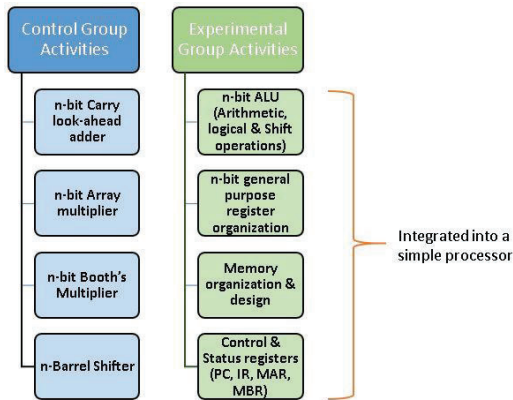 Control Group
Activities
n-bit Carry
look-ahead
adder
n-bit Array
multiplier
n-bit Booth's
Multiplier
n-Barrel Shifter
Experimental
Group Activities
n-bit ALU
(Arithmetic,
logical & Shift
operations)
n-bit general
purpose
register
organization
Memory
organization &
design
Control &
Status registers
(PC, IR, MAR,
MBR)
Integrated into a
simple processor